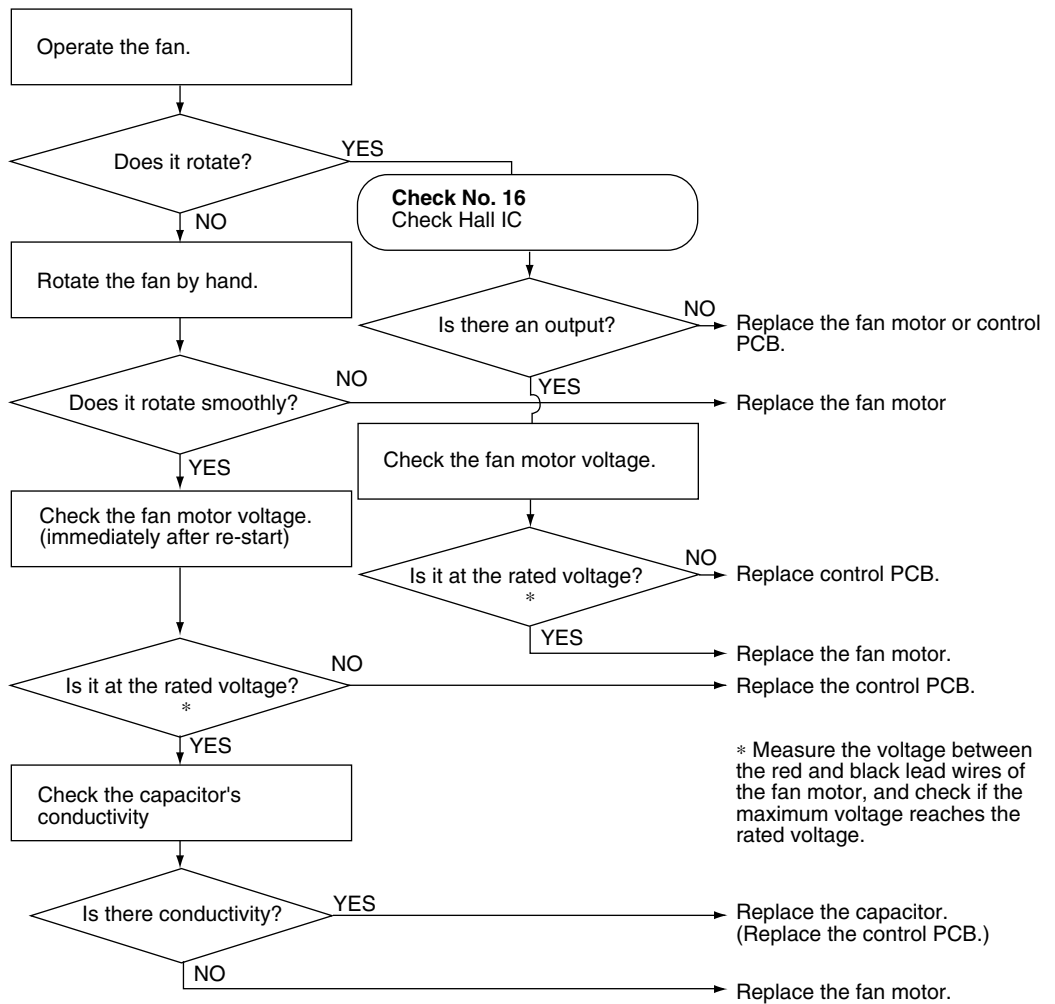 Operate the fan.
Does it rotate?
YES
NO
Check No. 16
Check Hall IC
Rotate the fan by hand.
Is there an output?
NO
Replace the fan motor or control
PCB.
YES
Does it rotate smoothly?
NO
Replace the fan motor
YES
Check the fan motor voltage.
Check the fan motor voltage.
(immediately after re-start)
Is it at the rated voltage?
*
NO
Replace control PCB.
YES
Replace the fan motor.
Is it at the rated voltage?
*
NO
Replace the control PCB.
YES
* Measure the voltage between
the red and black lead wires of
the fan motor, and check if the
maximum voltage reaches the
rated voltage.
Check the capacitor's
conductivity
Is there conductivity?
YES
Replace the capacitor.
(Replace the control PCB.)
NO
Replace the fan motor.